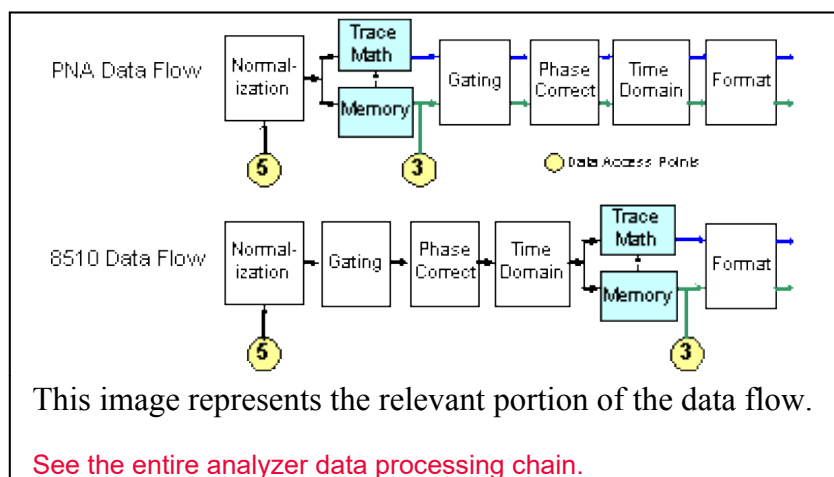 PNA Data Flow
Normal-
ization
Trace
Math
Memory
Gating
Phase
Correct
Time
Domain
Format
5
3
Data Access Points
8510 Data Flow
Normal-
ization
Gating
Phase
Correct
Time
Domain
Trace
Math
Memory
Format
5
3
This image represents the relevant portion of the data flow.
See the entire analyzer data processing chain.